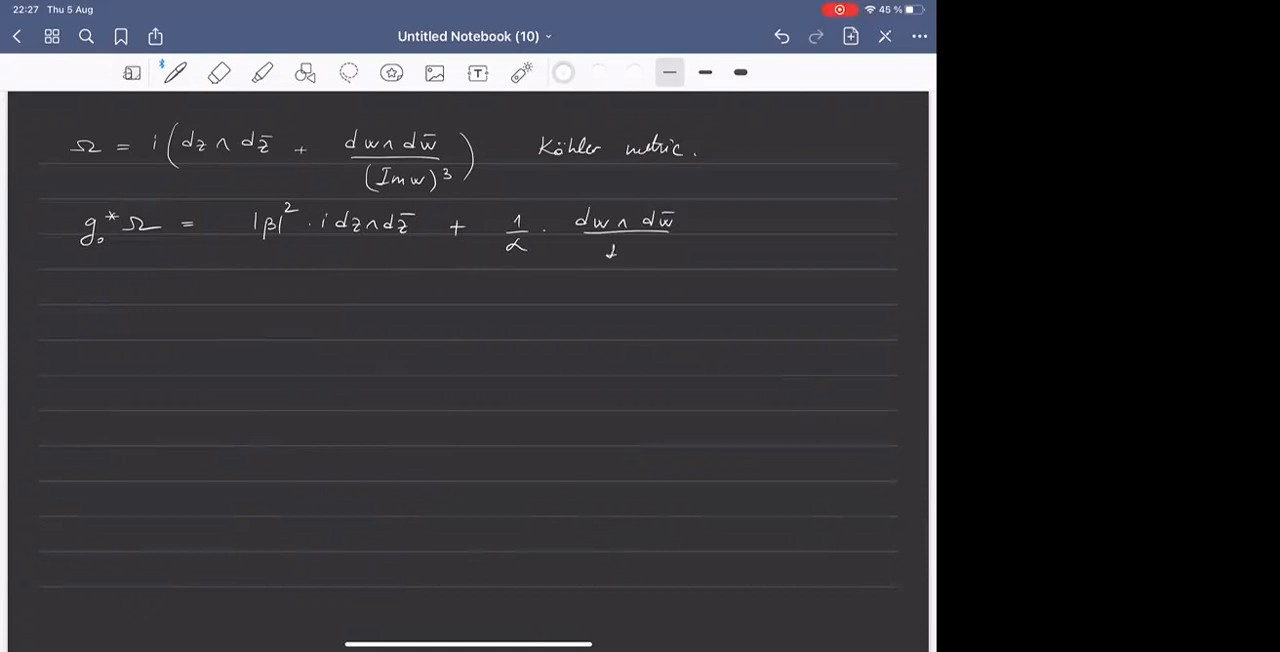 22:27 Thu 5 Aug 45 %
Untitled Notebook (10)
Ω = i ( dz ∧ dz̄ + dw ∧ dw̄ / (Im w)³ ) Kähler metric.
g₀* Ω = |β|² · i dz ∧ dz̄ + 1/α · dw ∧ dw̄ /